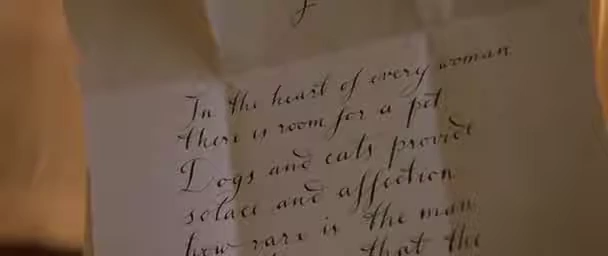 In the heart of every woman
there is room for a pet
Dogs and cats provide
solace and affection
how rare is the man
that the